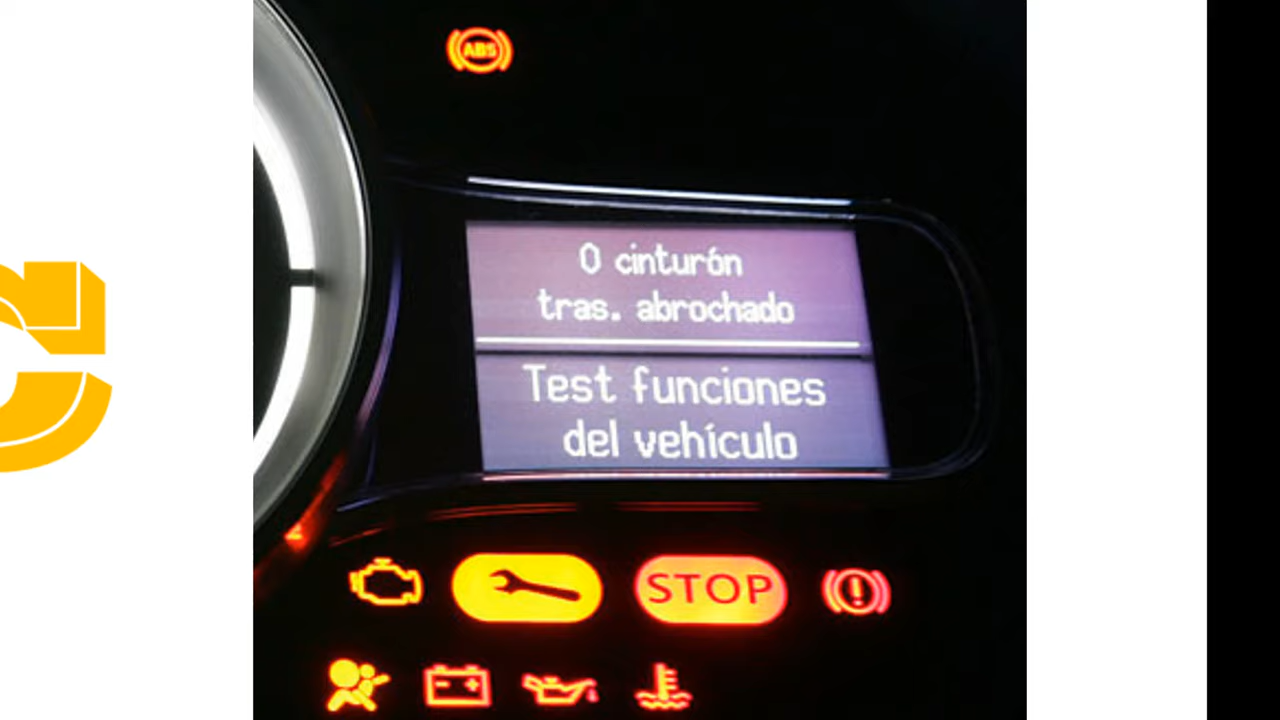 ABS
0 cinturón
tras. abrochado
Test funciones
del vehículo
STOP